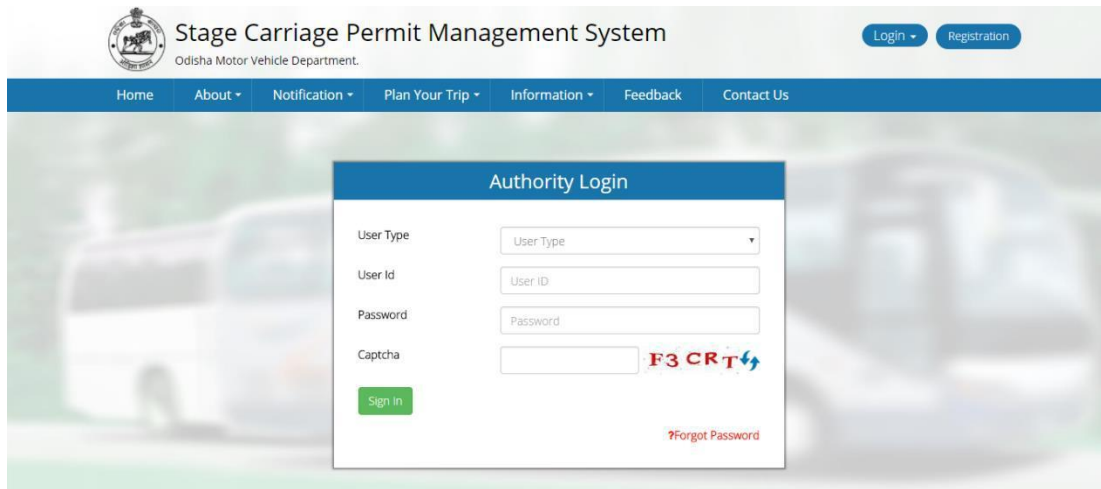 Stage Carriage Permit Management System
Odisha Motor Vehicle Department.
Login
Registration
Home About Notification Plan Your Trip Information Feedback Contact Us
Authority Login
User Type User Type
User Id User ID
Password Password
Captcha F3CRT
Sign In
?Forgot Password